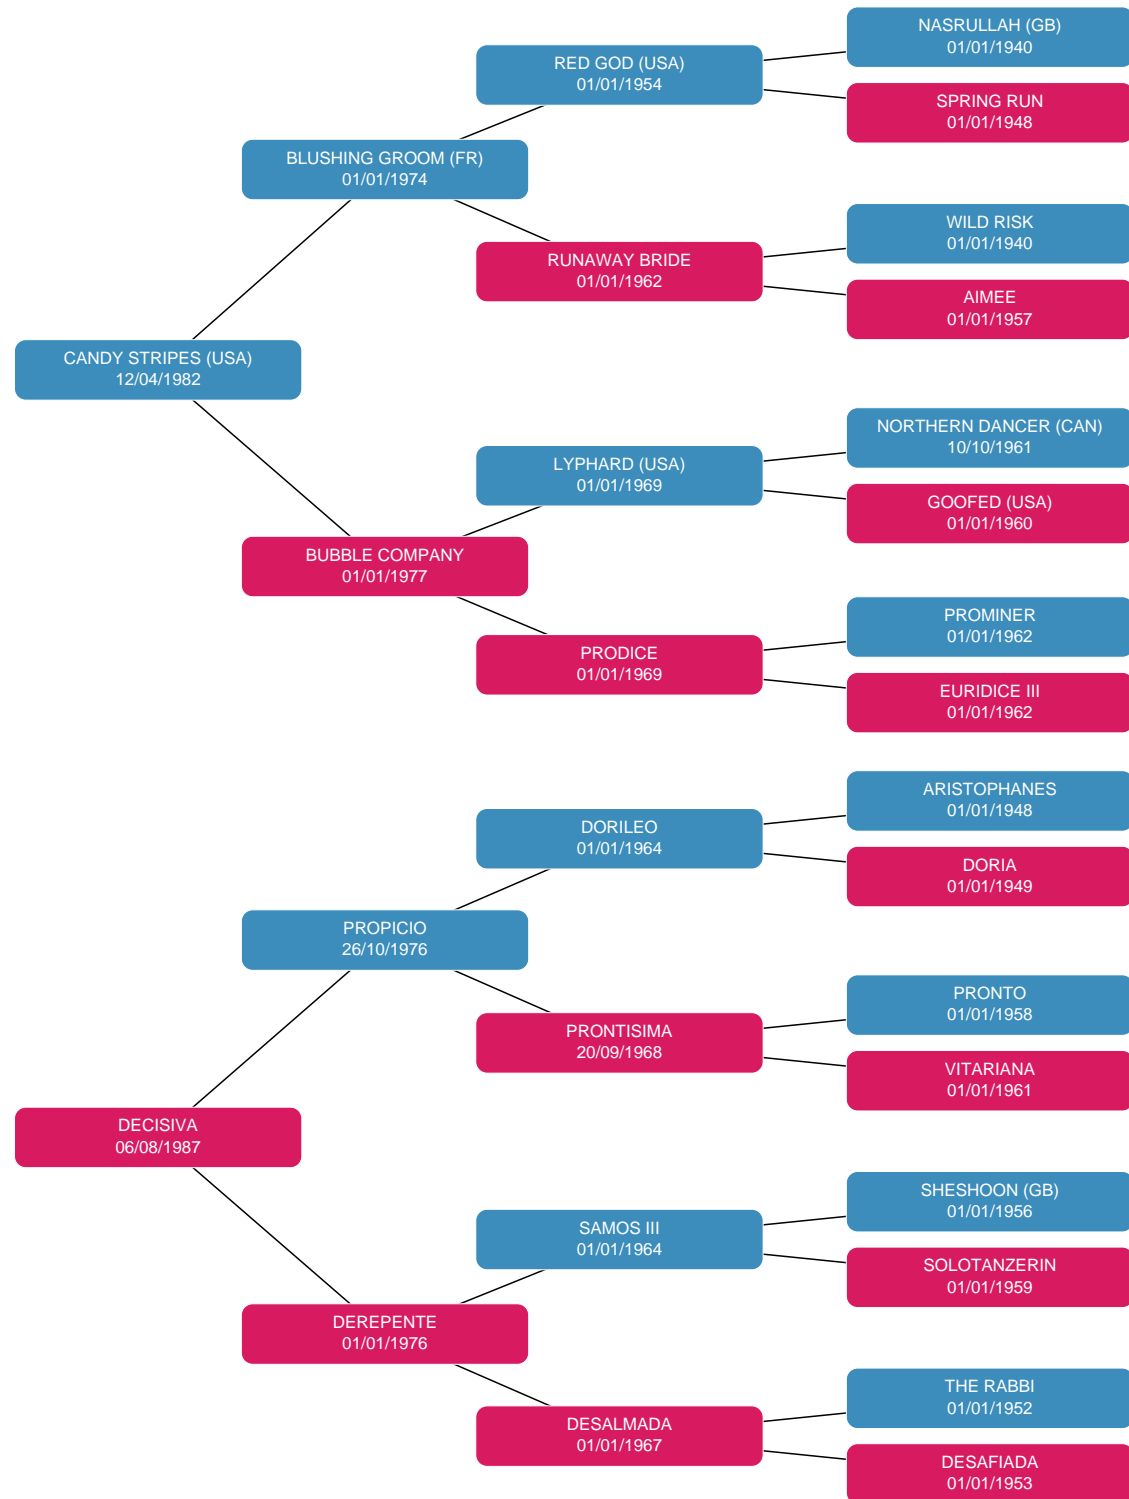 NASRULLAH (GB)
01/01/1940
RED GOD (USA)
01/01/1954
SPRING RUN
01/01/1948
BLUSHING GROOM (FR)
01/01/1974
WILD RISK
01/01/1940
RUNAWAY BRIDE
01/01/1962
AIMEE
01/01/1957
CANDY STRIPES (USA)
12/04/1982
NORTHERN DANCER (CAN)
10/10/1961
LYPHARD (USA)
01/01/1969
GOOFED (USA)
01/01/1960
BUBBLE COMPANY
01/01/1977
PROMINER
01/01/1962
PRODICE
01/01/1969
EURIDICE III
01/01/1962
ARISTOPHANES
01/01/1948
DORILEO
01/01/1964
DORIA
01/01/1949
PROPICIO
26/10/1976
PRONTO
01/01/1958
PRONTISIMA
20/09/1968
VITARIANA
01/01/1961
DECISIVA
06/08/1987
SHESHOON (GB)
01/01/1956
SAMOS III
01/01/1964
SOLOTANZERIN
01/01/1959
DEREPENTE
01/01/1976
THE RABBI
01/01/1952
DESALMADA
01/01/1967
DESAFIADA
01/01/1953